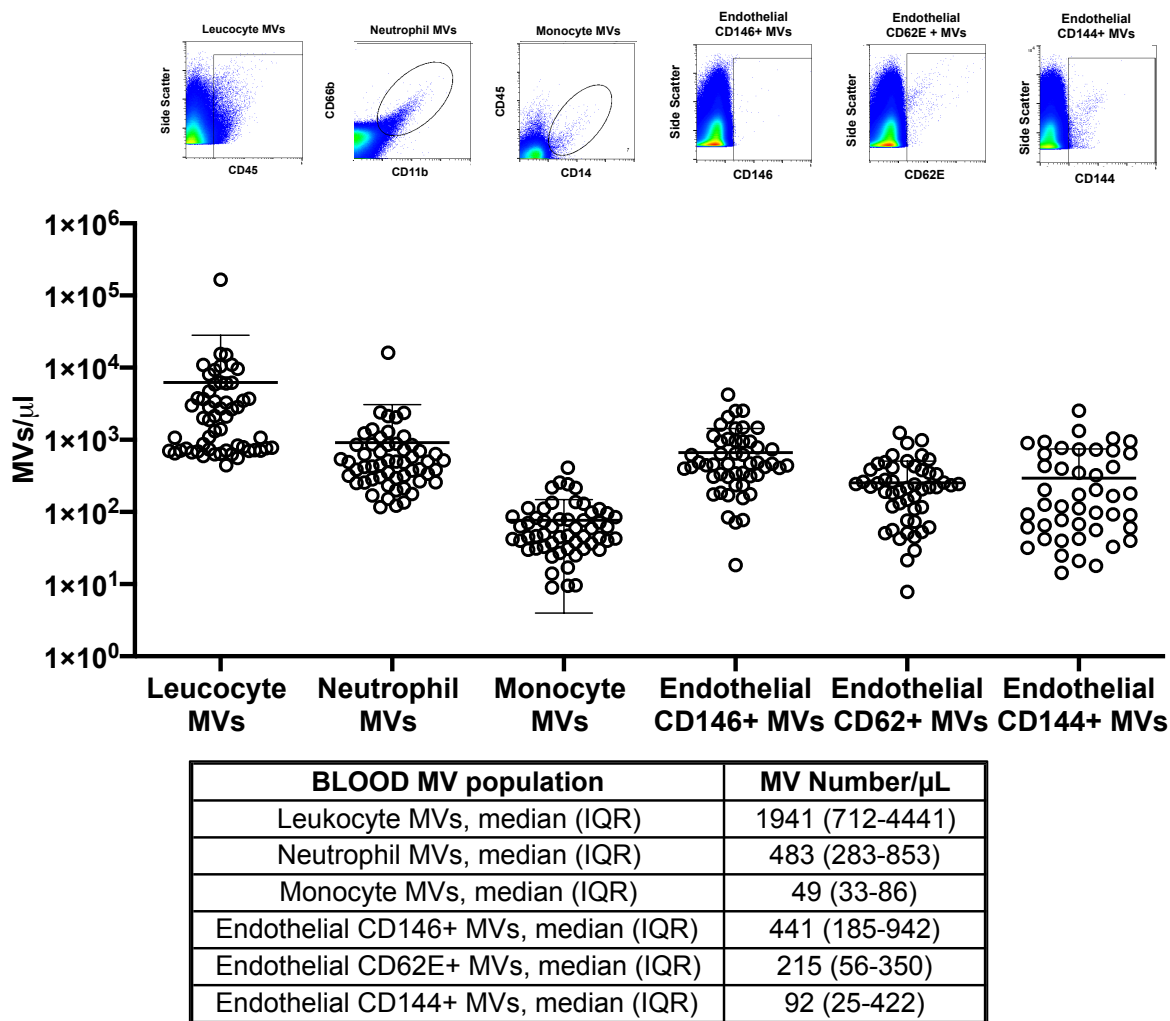 Leucocyte MVs
Neutrophil MVs
Monocyte MVs
Endothelial
CD146+ MVs
Endothelial
CD62E + MVs
Endothelial
CD144+ MVs
Side Scatter
CD66b
CD45
Side Scatter
Side Scatter
Side Scatter
CD45
CD11b
CD14
CD146
CD62E
CD144
7
1×10⁶
1×10⁵
1×10⁴
1×10³
1×10²
1×10¹
1×10⁰
MVs/µl
Leucocyte
MVs
Neutrophil
MVs
Monocyte
MVs
Endothelial
CD146+ MVs
Endothelial
CD62+ MVs
Endothelial
CD144+ MVs
BLOOD MV population MV Number/µL
Leukocyte MVs, median (IQR) 1941 (712-4441)
Neutrophil MVs, median (IQR) 483 (283-853)
Monocyte MVs, median (IQR) 49 (33-86)
Endothelial CD146+ MVs, median (IQR) 441 (185-942)
Endothelial CD62E+ MVs, median (IQR) 215 (56-350)
Endothelial CD144+ MVs, median (IQR) 92 (25-422)